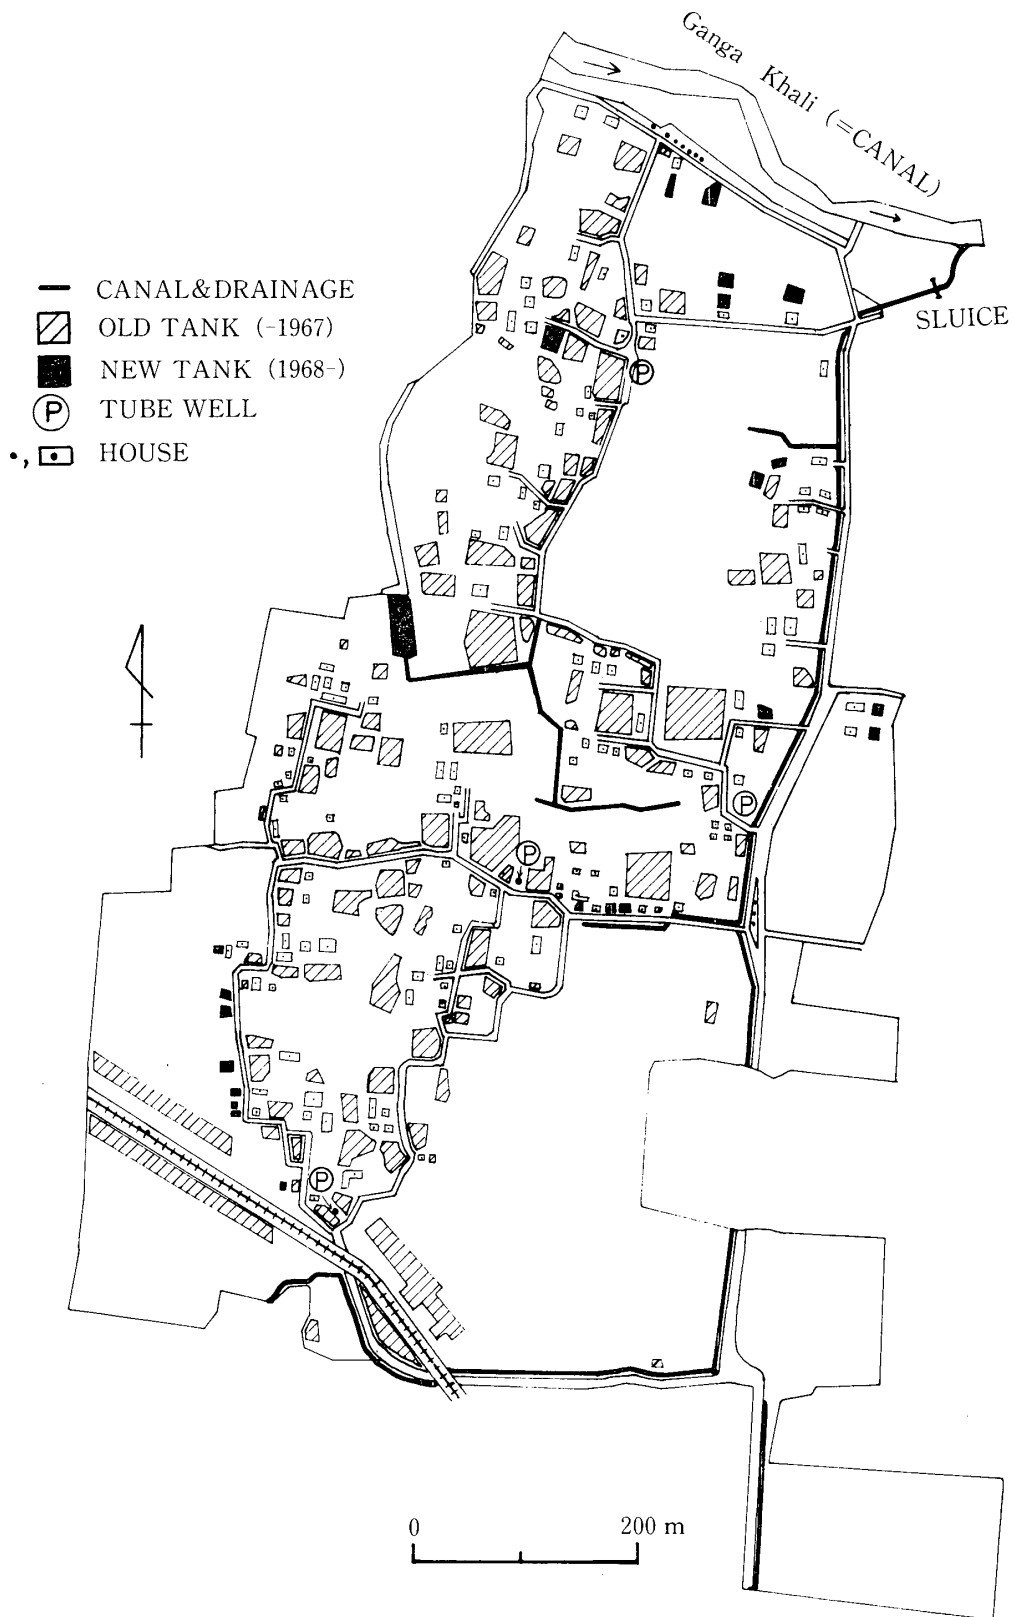 Ganga Khali (=CANAL)
CANAL&DRAINAGE
OLD TANK (-1967)
NEW TANK (1968-)
P TUBE WELL
•, HOUSE
SLUICE
P
P
P
P
0 200 m